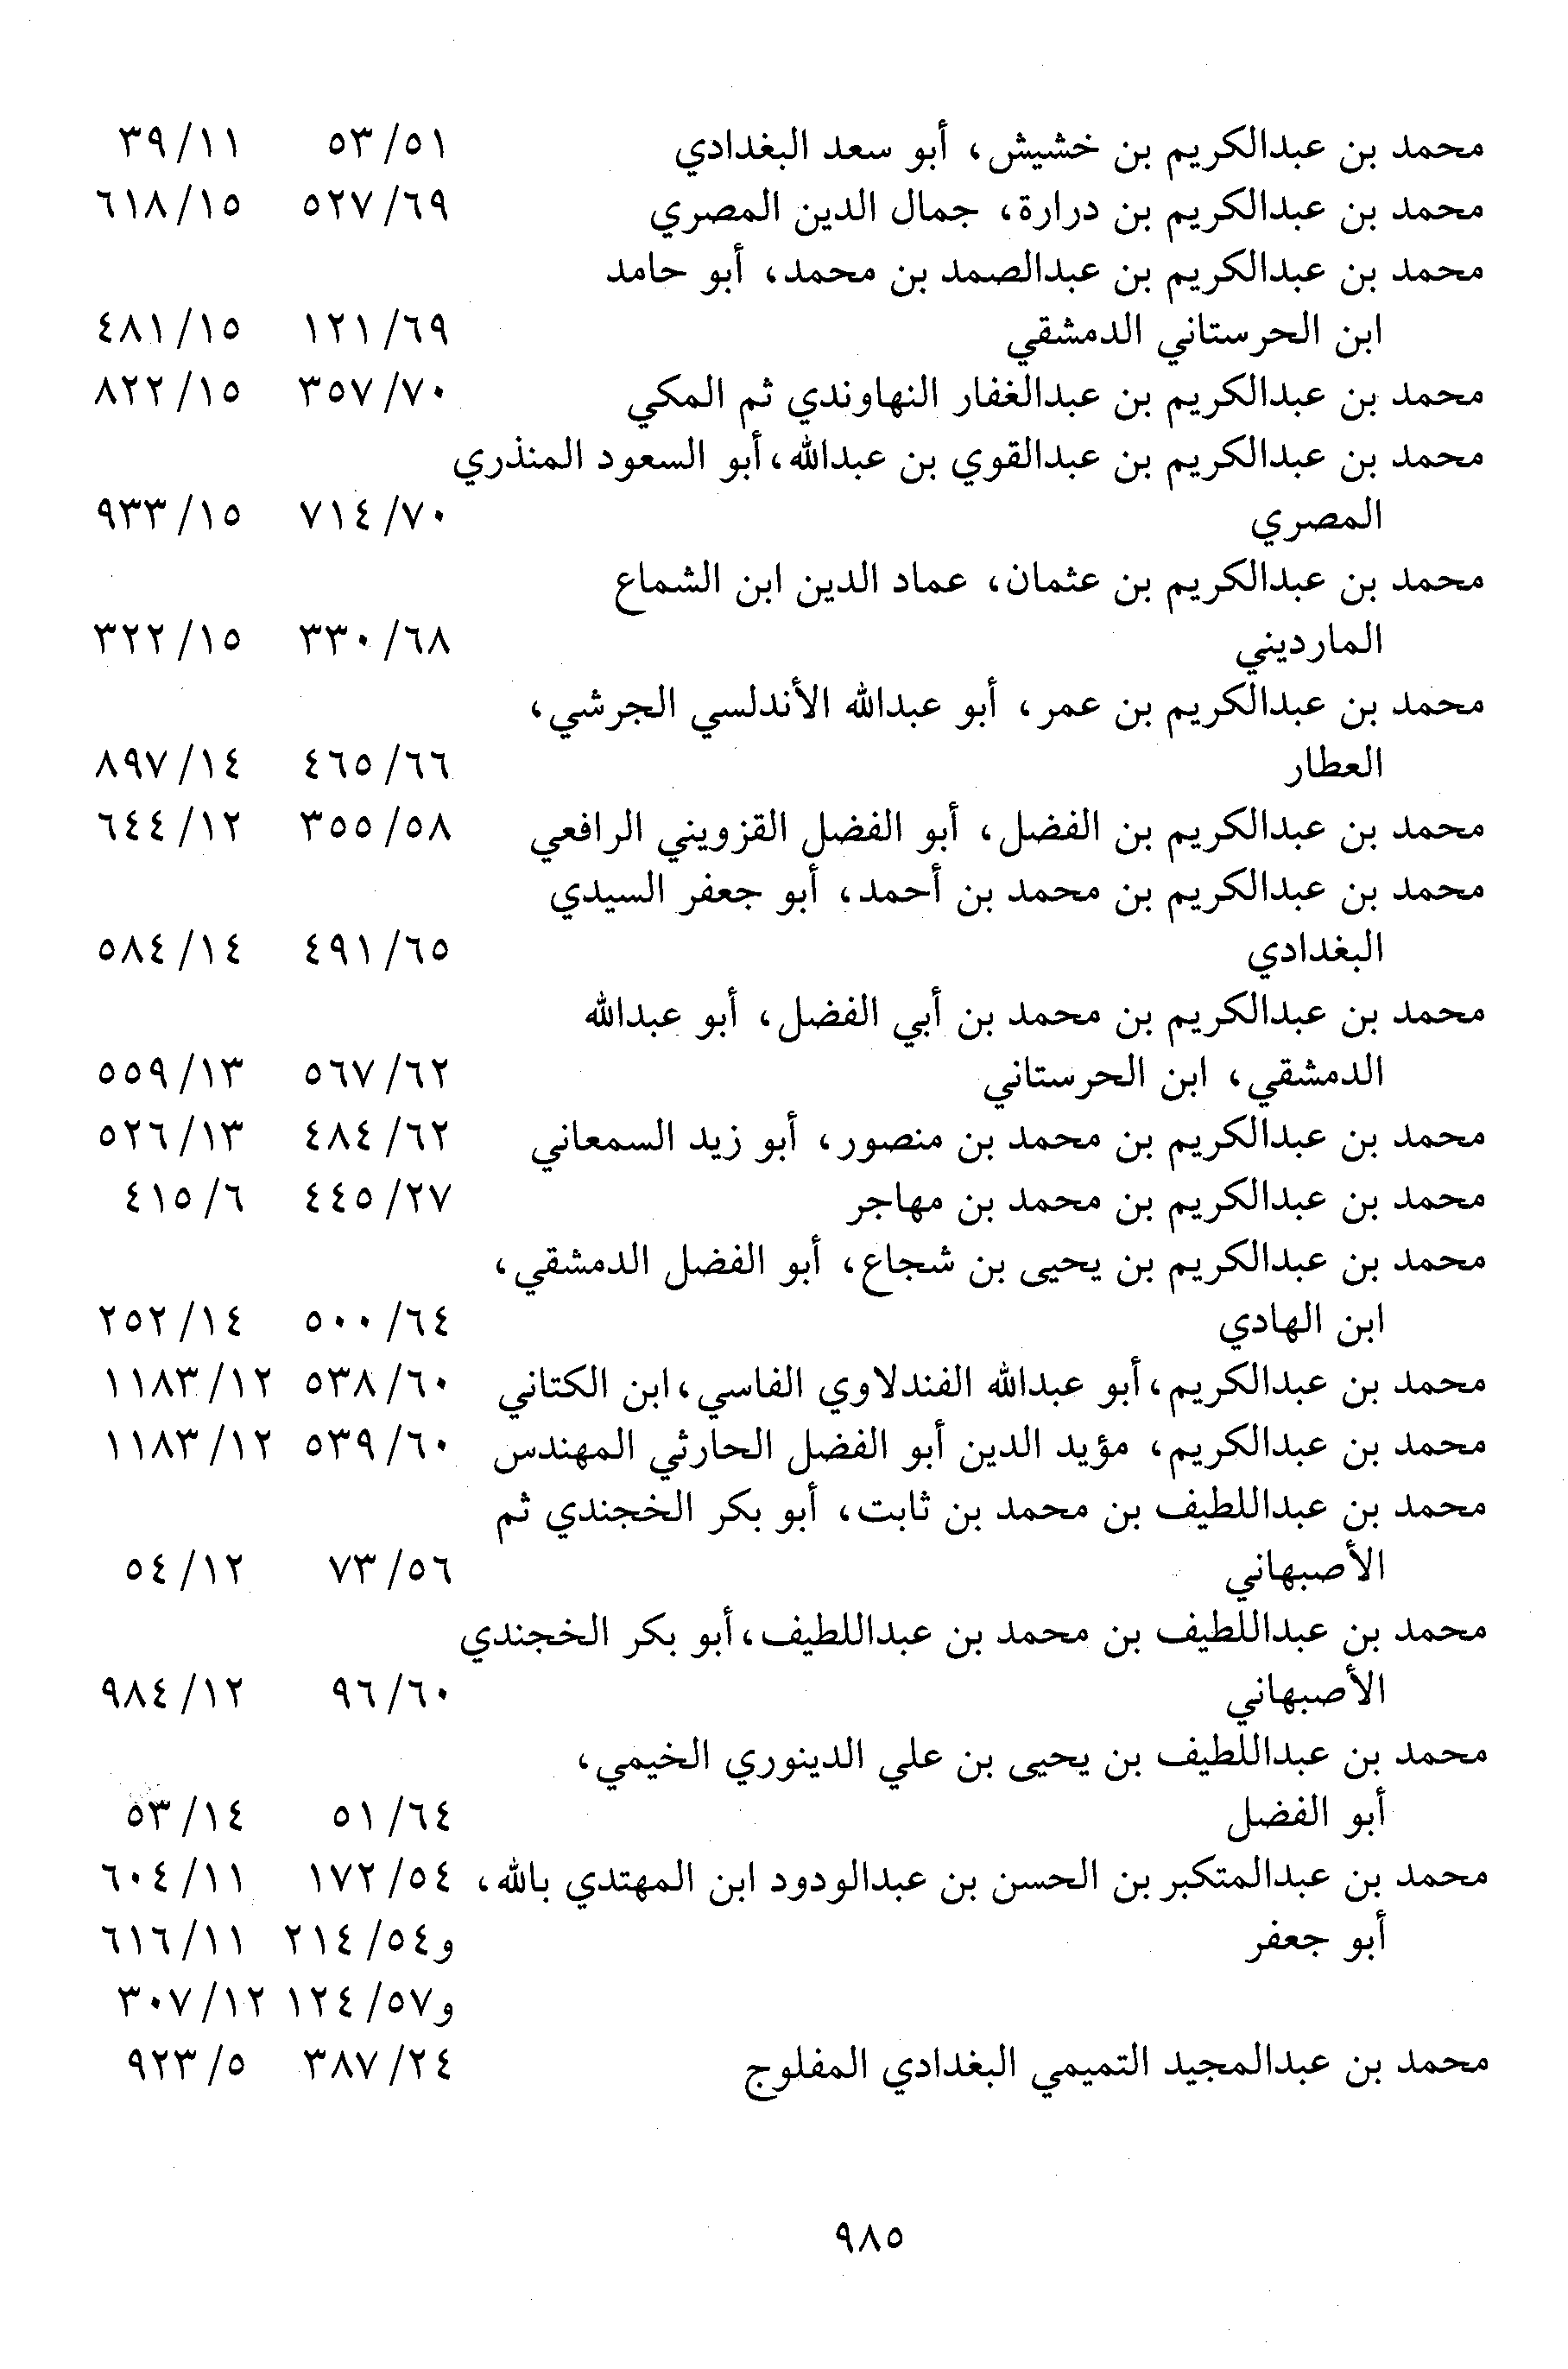 محمد بن عبدالكريم بن خشيش، أبو سعد البغدادي ٥٣/٥١ ٣٩/١١
محمد بن عبدالكريم بن درارة، جمال الدين المصري ٥٢٧/٦٩ ٦١٨/١٥
محمد بن عبدالكريم بن عبدالصمد بن محمد، أبو حامد
ابن الحرستاني الدمشقي ١٢١/٦٩ ٤٨١/١٥
محمد بن عبدالكريم بن عبدالغفار النهاوندي ثم المكي ٣٥٧/٧٠ ٨٢٢/١٥
محمد بن عبدالكريم بن عبدالقوي بن عبدالله، أبو السعود المنذري
المصري ٧١٤/٧٠ ٩٣٣/١٥
محمد بن عبدالكريم بن عثمان، عماد الدين ابن الشماع
المارديني ٣٣٠/٦٨ ٣٢٢/١٥
محمد بن عبدالكريم بن عمر، أبو عبدالله الأندلسي الجرشي،
العطار ٤٦٥/٦٦ ٨٩٧/١٤
محمد بن عبدالكريم بن الفضل، أبو الفضل القزويني الرافعي ٣٥٥/٥٨ ٦٤٤/١٢
محمد بن عبدالكريم بن محمد بن أحمد، أبو جعفر السيدي
البغدادي ٤٩١/٦٥ ٥٨٤/١٤
محمد بن عبدالكريم بن محمد بن أبي الفضل، أبو عبدالله
الدمشقي، ابن الحرستاني ٥٦٧/٦٢ ٥٥٩/١٣
محمد بن عبدالكريم بن محمد بن منصور، أبو زيد السمعاني ٤٨٤/٦٢ ٥٢٦/١٣
محمد بن عبدالكريم بن محمد بن مهاجر ٤٤٥/٢٧ ٤١٥/٦
محمد بن عبدالكريم بن يحيى بن شجاع، أبو الفضل الدمشقي،
ابن الهادي ٥٠٠/٦٤ ٢٥٢/١٤
محمد بن عبدالكريم، أبو عبدالله الفندلاوي الفاسي، ابن الكتاني ٥٣٨/٦٠ ١١٨٣/١٢
محمد بن عبدالكريم، مؤيد الدين أبو الفضل الحارثي المهندس ٥٣٩/٦٠ ١١٨٣/١٢
محمد بن عبداللطيف بن محمد بن ثابت، أبو بكر الخجندي ثم
الأصبهاني ٧٣/٥٦ ٥٤/١٢
محمد بن عبداللطيف بن محمد بن عبداللطيف، أبو بكر الخجندي
الأصبهاني ٩٦/٦٠ ٩٨٤/١٢
محمد بن عبداللطيف بن يحيى بن علي الدينوري الخيمي،
أبو الفضل ٥١/٦٤ ٥٣/١٤
محمد بن عبدالمتكبر بن الحسن بن عبدالودود ابن المهتدي بالله، ١٧٢/٥٤ ٦٠٤/١١
أبو جعفر و٢١٤/٥٤ ٦١٦/١١
و١٢٤/٥٧ ٣٠٧/١٢
محمد بن عبدالمجيد التميمي البغدادي المفلوج ٣٨٧/٢٤ ٩٢٣/٥
٩٨٥